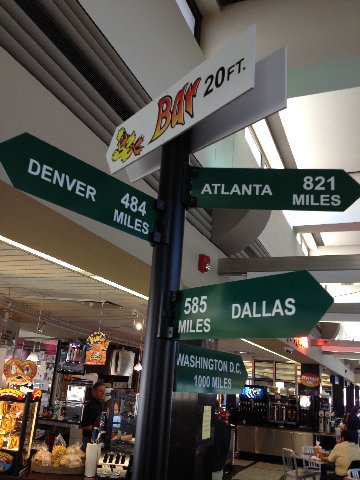 Bar 20 FT.
DENVER 484
MILES
ATLANTA 821
MILES
585 DALLAS
MILES
WASHINGTON D.C.
1000 MILES